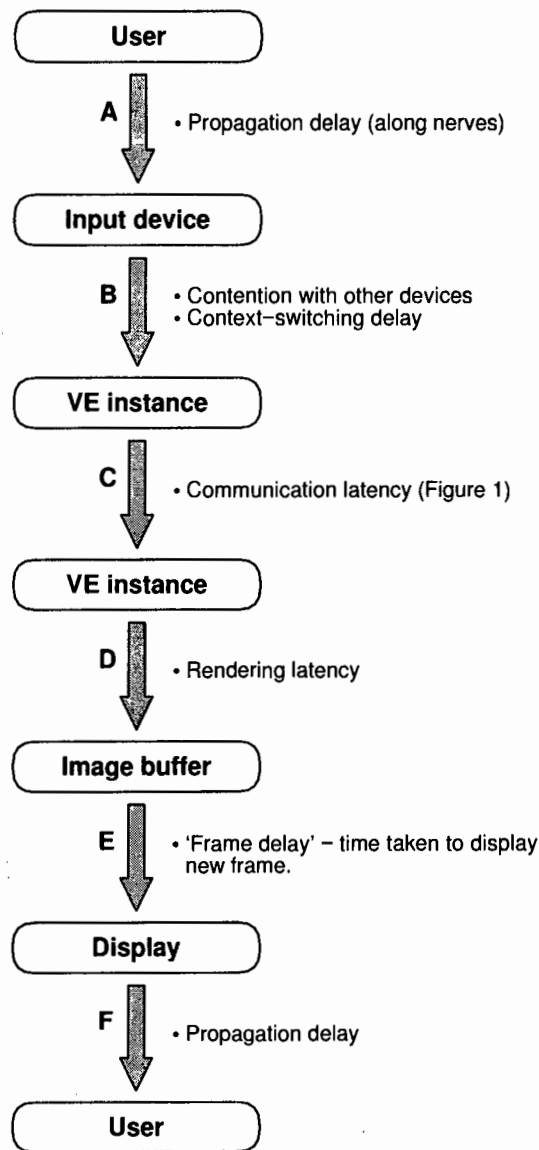 User
A
• Propagation delay (along nerves)
Input device
B
• Contention with other devices
• Context-switching delay
VE instance
C
• Communication latency (Figure 1)
VE instance
D
• Rendering latency
Image buffer
E
• 'Frame delay' – time taken to display
new frame.
Display
F
• Propagation delay
User